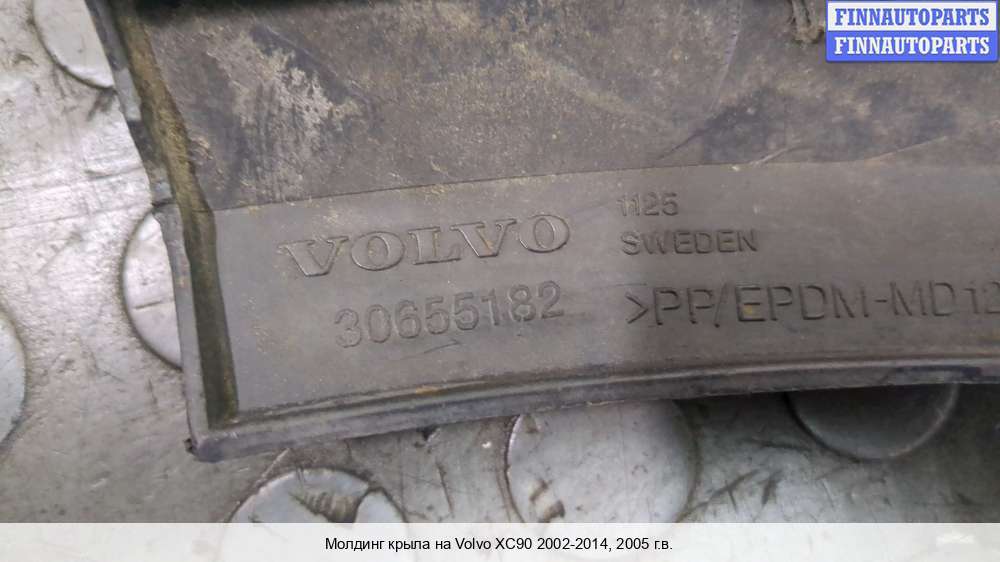 FINNAUTOPARTS
FINNAUTOPARTS
VOLVO
1125
SWEDEN
30655182
>PP/EPDM-MD12
Молдинг крыла на Volvo XC90 2002-2014, 2005 г.в.